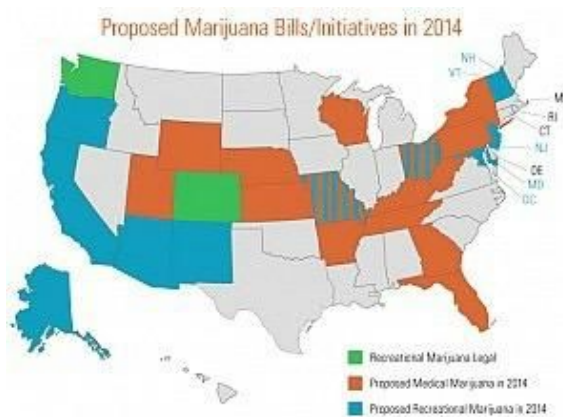 Proposed Marijuana Bills/Initiatives in 2014
NH
VT
M
RI
CT
NJ
DE
MD
DC
Recreational Marijuana Legal
Proposed Medical Marijuana in 2014
Proposed Recreational Marijuana in 2014